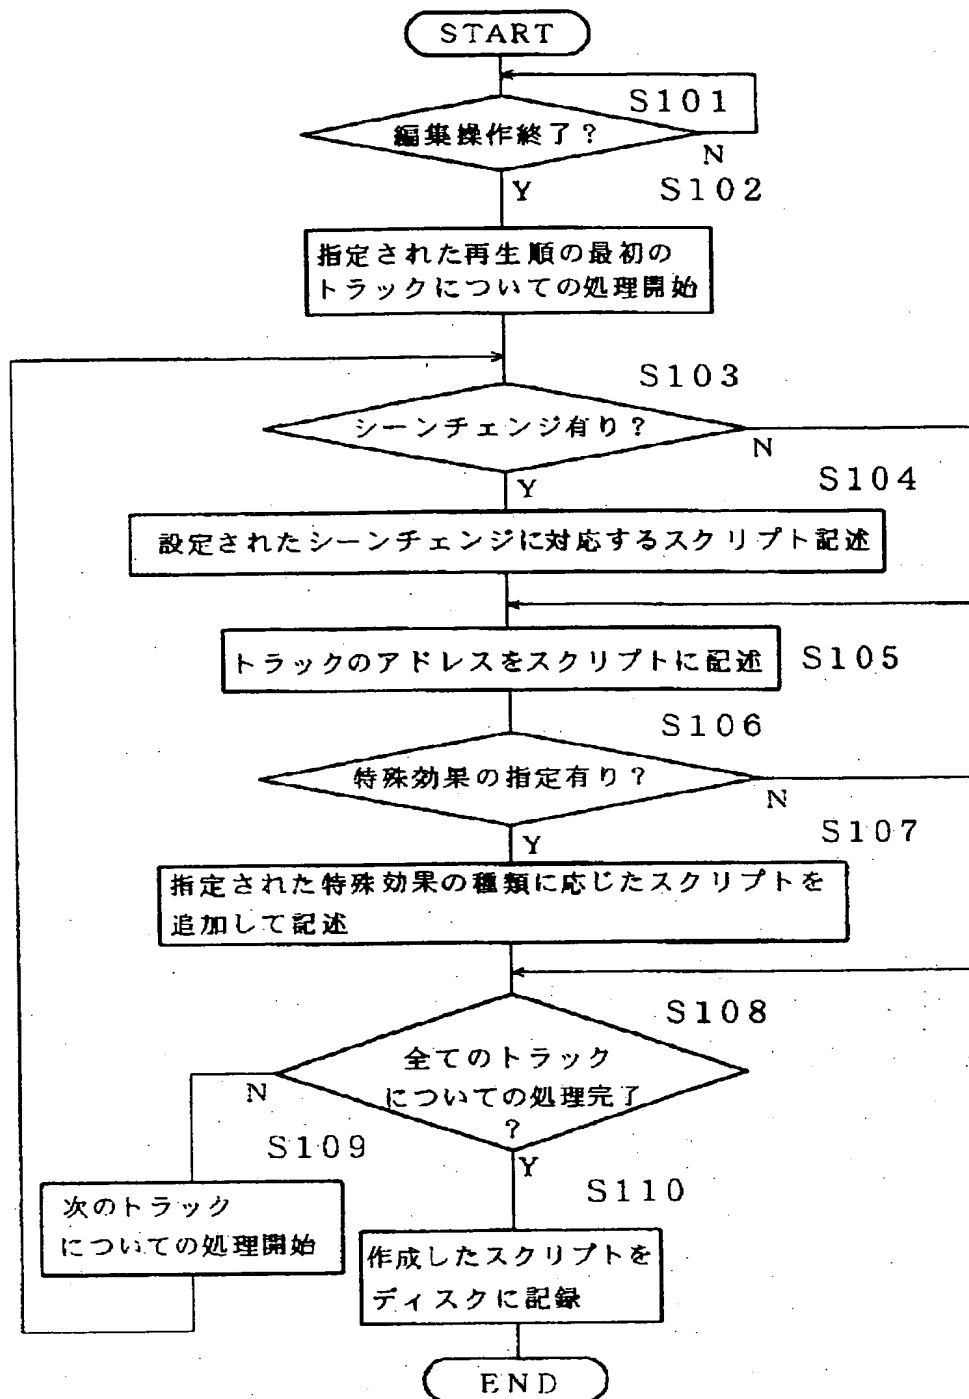 START
S101
編集操作終了?
N
S102
Y
指定された再生順の最初の
トラックについての処理開始
S103
シーンチェンジ有り?
N
S104
Y
設定されたシーンチェンジに対応するスクリプト記述
トラックのアドレスをスクリプトに記述
S105
S106
特殊効果の指定有り?
N
S107
Y
指定された特殊効果の種類に応じたスクリプトを
追加して記述
S108
全てのトラック
についての処理完了
?
N
S109
Y
S110
次のトラック
についての処理開始
作成したスクリプトを
ディスクに記録
END